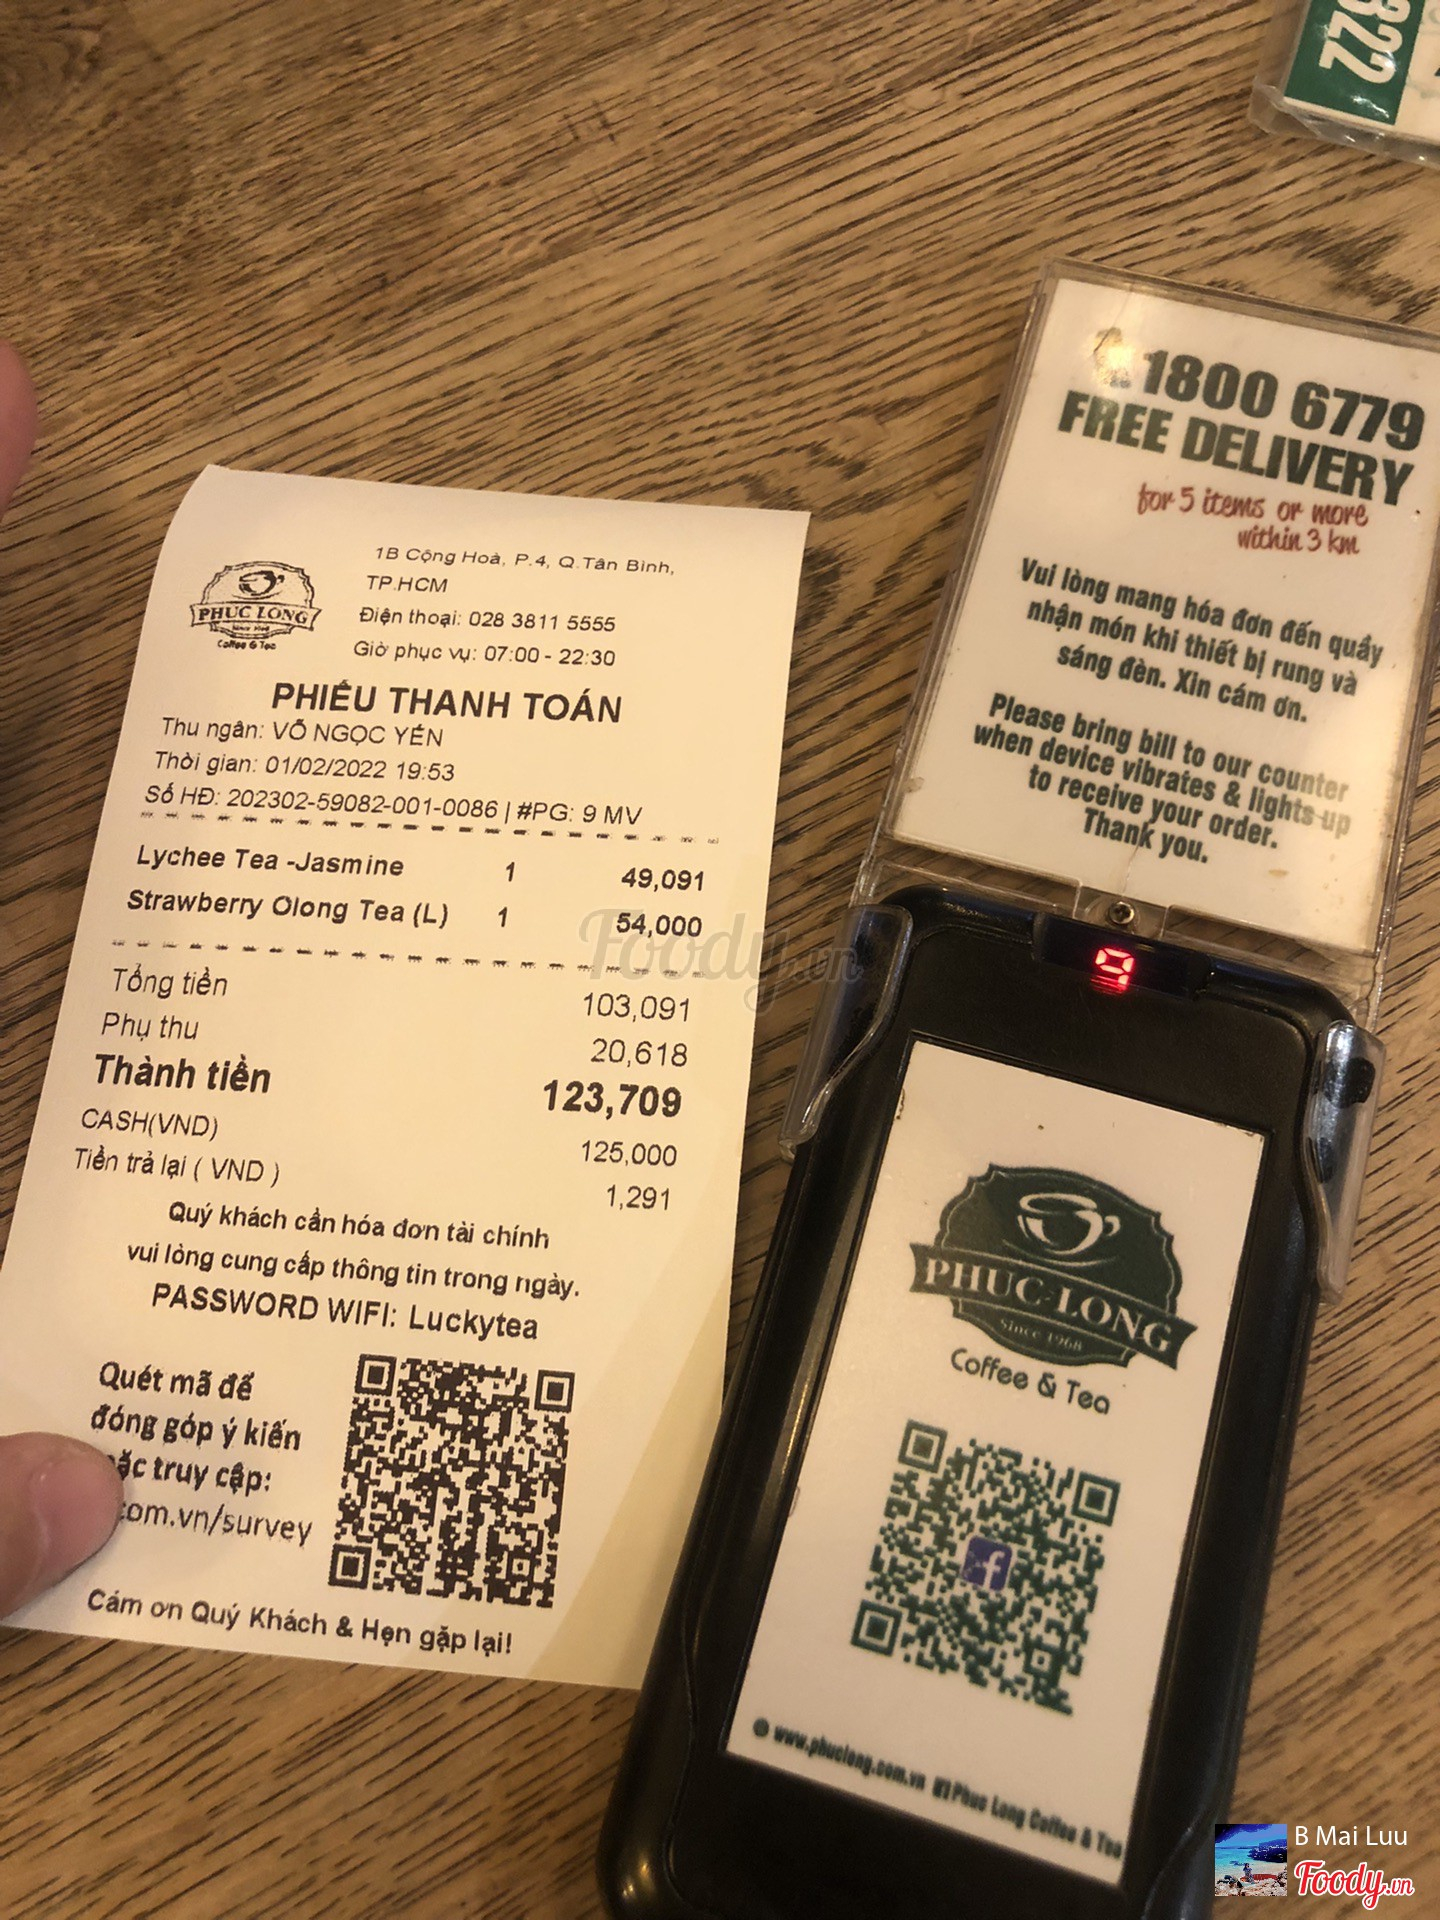 322
1800 6779
FREE DELIVERY
for 5 items or more
within 3 km
Vui lòng mang hóa đơn đến quầy
nhận món khi thiết bị rung và
sáng đèn. Xin cám ơn.
Please bring bill to our counter
when device vibrates & lights up
to receive your order.
Thank you.
9
PHUC LONG
Since 1968
Coffee & Tea
www.phuclong.com.vn Phuc Long Coffee & Tea
PHUC LONG
Since 1968
Coffee & Tea
1B Cộng Hoà, P.4, Q.Tân Bình,
TP.HCM
Điện thoại: 028 3811 5555
Giờ phục vụ: 07:00 - 22:30
PHIẾU THANH TOÁN
Thu ngân: VÕ NGỌC YẾN
Thời gian: 01/02/2022 19:53
Số HĐ: 202302-59082-001-0086 | #PG: 9 MV
Lychee Tea -Jasmine 1 49,091
Strawberry Olong Tea (L) 1 54,000
Tổng tiền 103,091
Phụ thu 20,618
Thành tiền 123,709
CASH(VND) 125,000
Tiền trả lại ( VND ) 1,291
Quý khách cần hóa đơn tài chính
vui lòng cung cấp thông tin trong ngày.
PASSWORD WIFI: Luckytea
Quét mã để
đóng góp ý kiến
ặc truy cập:
.com.vn/survey
Cám ơn Quý Khách & Hẹn gặp lại!
Foody.vn
B Mai Luu
Foody.vn